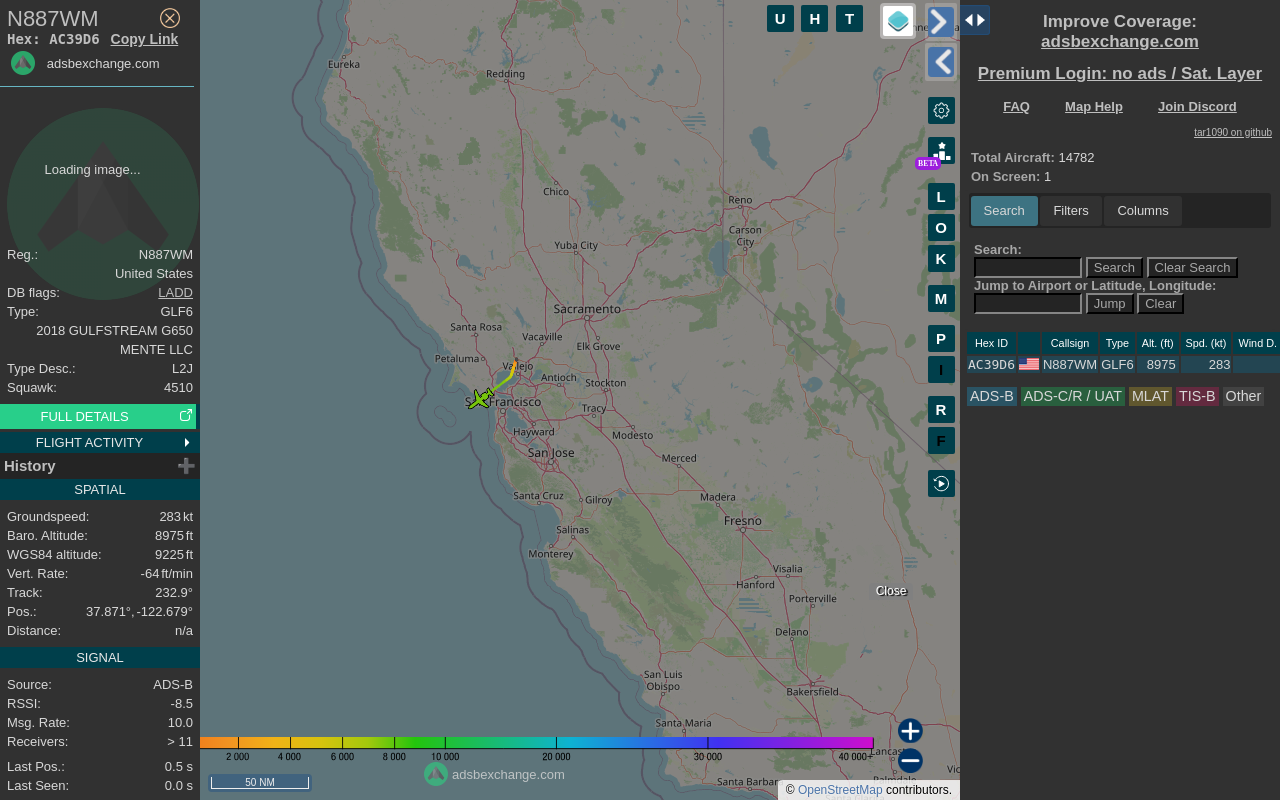 N887WM
Hex: AC39D6 Copy Link
adsbexchange.com
Loading image...
Reg.: N887WM
United States
DB flags: LADD
Type: GLF6
2018 GULFSTREAM G650
MENTE LLC
Type Desc.: L2J
Squawk: 4510
FULL DETAILS
FLIGHT ACTIVITY
History
SPATIAL
Groundspeed: 283 kt
Baro. Altitude: 8975 ft
WGS84 altitude: 9225 ft
Vert. Rate: -64 ft/min
Track: 232.9°
Pos.: 37.871°, -122.679°
Distance: n/a
SIGNAL
Source: ADS-B
RSSI: -8.5
Msg. Rate: 10.0
Receivers: > 11
Last Pos.: 0.5 s
Last Seen: 0.0 s
U H T
BETA
L
O
K
M
P
I
R
F
Eureka
Redding
Chico
Reno
Carson
City
Yuba City
Sacramento
Santa Rosa
Vacaville
Elk Grove
Petaluma
Vallejo
Antioch
Stockton
Francisco
Tracy
Hayward
Modesto
San Jose
Merced
Santa Cruz
Gilroy
Madera
Salinas
Fresno
Monterey
Visalia
Hanford
Close
Porterville
Delano
San Luis
Obispo
Bakersfield
Santa Maria
2 000 4 000 6 000 8 000 10 000 20 000 30 000 40 000+
50 NM
adsbexchange.com
© OpenStreetMap contributors.
Improve Coverage:
adsbexchange.com
Premium Login: no ads / Sat. Layer
FAQ Map Help Join Discord
tar1090 on github
Total Aircraft: 14782
On Screen: 1
Search Filters Columns
Search:
Search Clear Search
Jump to Airport or Latitude, Longitude:
Jump Clear
Hex ID Callsign Type Alt. (ft) Spd. (kt) Wind D.
AC39D6 N887WM GLF6 8975 283
ADS-B ADS-C/R / UAT MLAT TIS-B Other